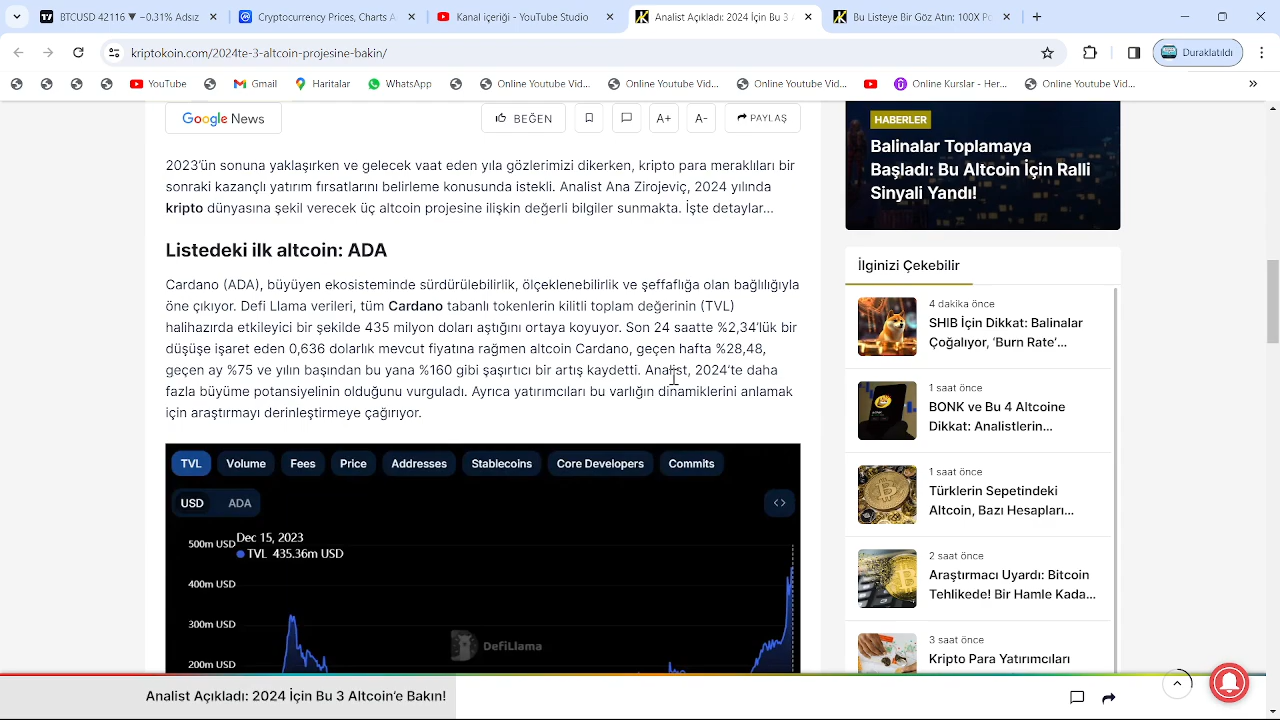 BTCUSD 42116 ▼ −0.31% Adsız
Cryptocurrency Prices, Charts
Kanal içeriği - YouTube Studio
Analist Açıkladı: 2024 İçin Bu 3
Bu Listeye Bir Göz Atın: 100X Po
kriptokoin.com/2024te-3-altcoin-projesine-bakin/
Duraklatıldı
YouTube
Gmail
Haritalar
WhatsApp
Online Youtube Vid...
Online Youtube Vid...
Online Youtube Vid...
Online Kurslar - Her...
Online Youtube Vid...
Google News
BEĞEN
A+
A-
PAYLAŞ
2023’ün sonuna yaklaşırken ve merakla hayaat eden yıla gözlerimizi dikerken, kripto para meraklıları bir
sonraki kazançlı yatırım fırsatlarını belirleme konusunda istekli. Analist Ana Zirojeviç, 2024 yılında
Kripto dünyasına şekil verecek 3 altcoin projesine ilişkin değerli bilgiler sunmakta. İşte detaylar…
Listedeki ilk altcoin: ADA
Cardano (ADA), büyüyen ekosisteminde sürdürülebilirlik, ölçeklenebilirlik ve şeffaflığa olan bağlılığıyla
öne çıkıyor. Defi Llama verileri, tüm Cardano tabanlı tokenlerin kilitli toplam değerinin (TVL)
halihazırda etkileyici bir şekilde 435 milyon doları aştığını ortaya koyuyor. Son 24 saatte %2,34’lük bir
düşüşe işaret eden 0,636 dolarlık mevcut fiyatına rağmen altcoin Cardano, geçen hafta %28,48,
geçen ay %75 ve yılın başından bu yana %160 gibi şaşırtıcı bir artış kaydetti. Analist, 2024’te daha
fazla büyüme potansiyelinin olduğunu vurguladı. Ayrıca yatırımcıları bu varlığın dinamiklerini anlamak
için araştırmayı derinleştirmeye çağırıyor.
TVL
Volume
Fees
Price
Addresses
Stablecoins
Core Developers
Commits
USD
ADA
Dec 15, 2023
TVL 435.36m USD
500m USD
400m USD
300m USD
200m USD
DefiLlama
HABERLER
Balinalar Toplamaya
Başladı: Bu Altcoin İçin Ralli
Sinyali Yandı!
İlginizi Çekebilir
4 dakika önce
SHIB İçin Dikkat: Balinalar
Çoğalıyor, ‘Burn Rate’…
1 saat önce
BONK ve Bu 4 Altcoine
Dikkat: Analistlerin…
1 saat önce
Türklerin Sepetindeki
Altcoin, Bazı Hesapları…
2 saat önce
Araştırmacı Uyardı: Bitcoin
Tehlikede! Bir Hamle Kada…
3 saat önce
Kripto Para Yatırımcıları
Analist Açıkladı: 2024 İçin Bu 3 Altcoin’e Bakın!